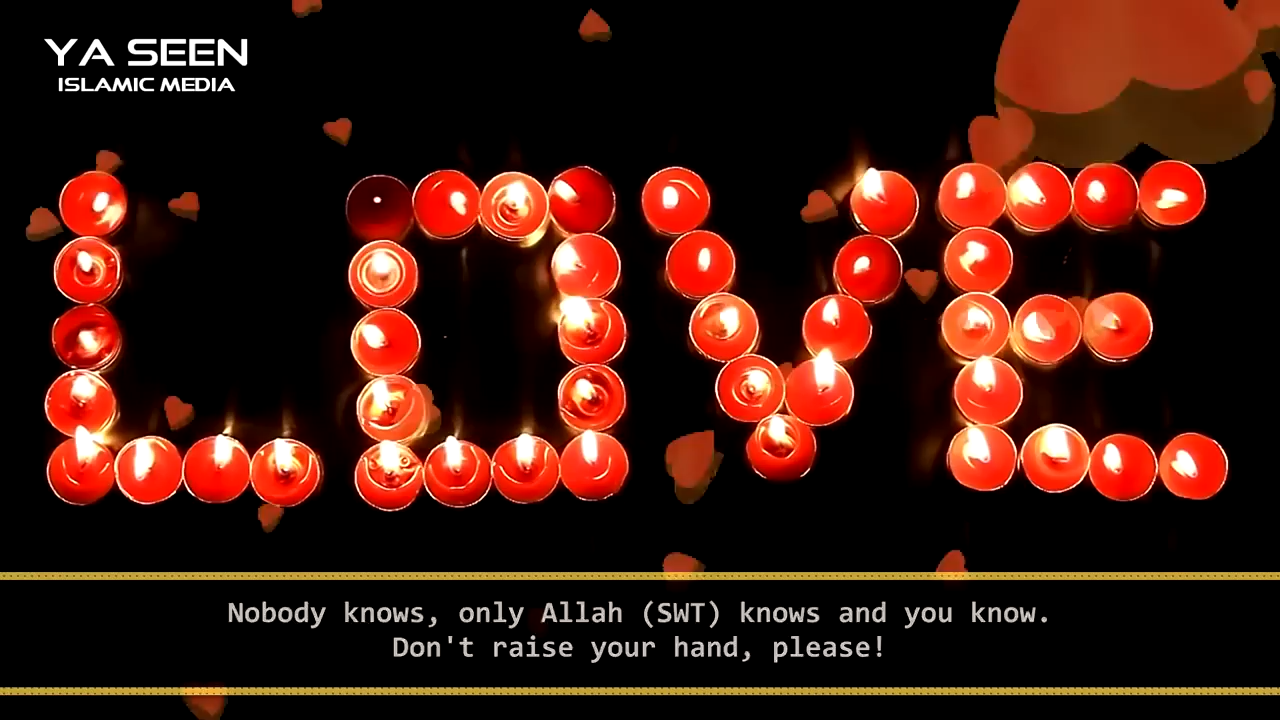 YA SEEN
ISLAMIC MEDIA
LOVE
Nobody knows, only Allah (SWT) knows and you know.
Don't raise your hand, please!